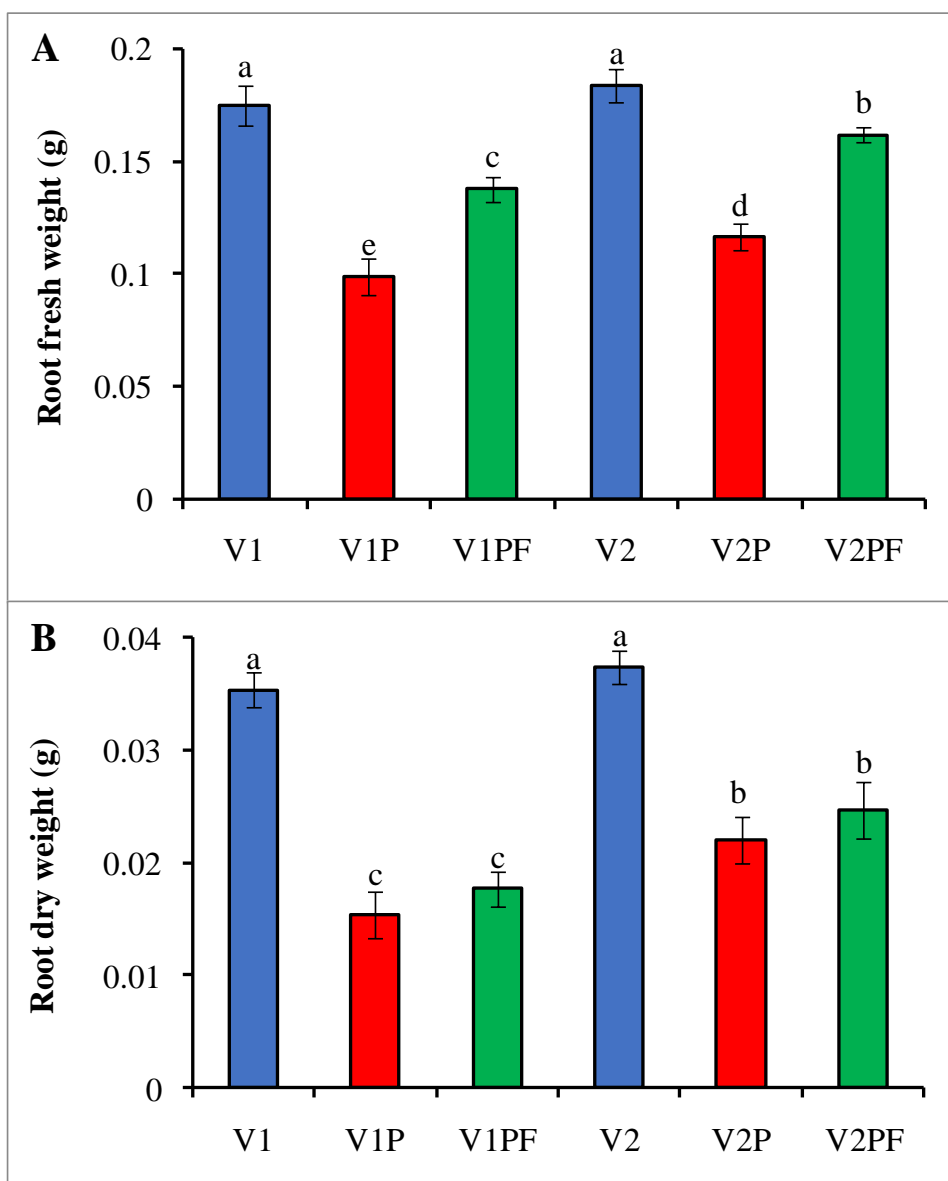 A
Root fresh weight (g)
0.2
0.15
0.1
0.05
0
a
e
c
a
d
b
V1 V1P V1PF V2 V2P V2PF
B
Root dry weight (g)
0.04
0.03
0.02
0.01
0
a
c
c
a
b
b
V1 V1P V1PF V2 V2P V2PF